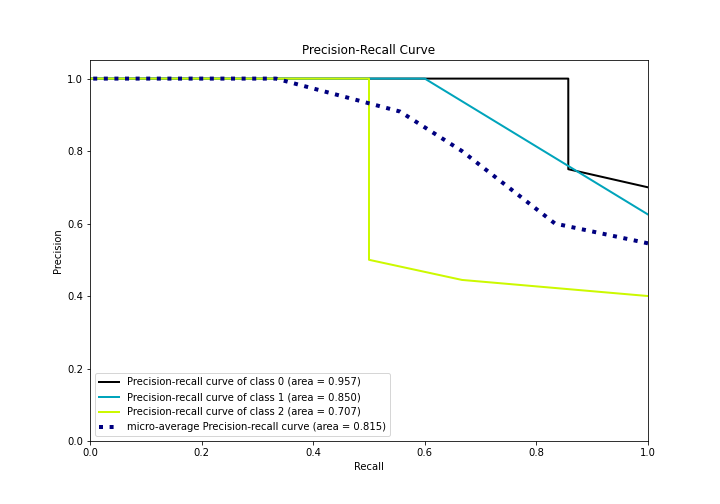 Precision-Recall Curve
1.0
0.8
0.6
0.4
0.2
0.0
Precision
Precision-recall curve of class 0 (area = 0.957)
Precision-recall curve of class 1 (area = 0.850)
Precision-recall curve of class 2 (area = 0.707)
micro-average Precision-recall curve (area = 0.815)
0.0 0.2 0.4 0.6 0.8 1.0
Recall